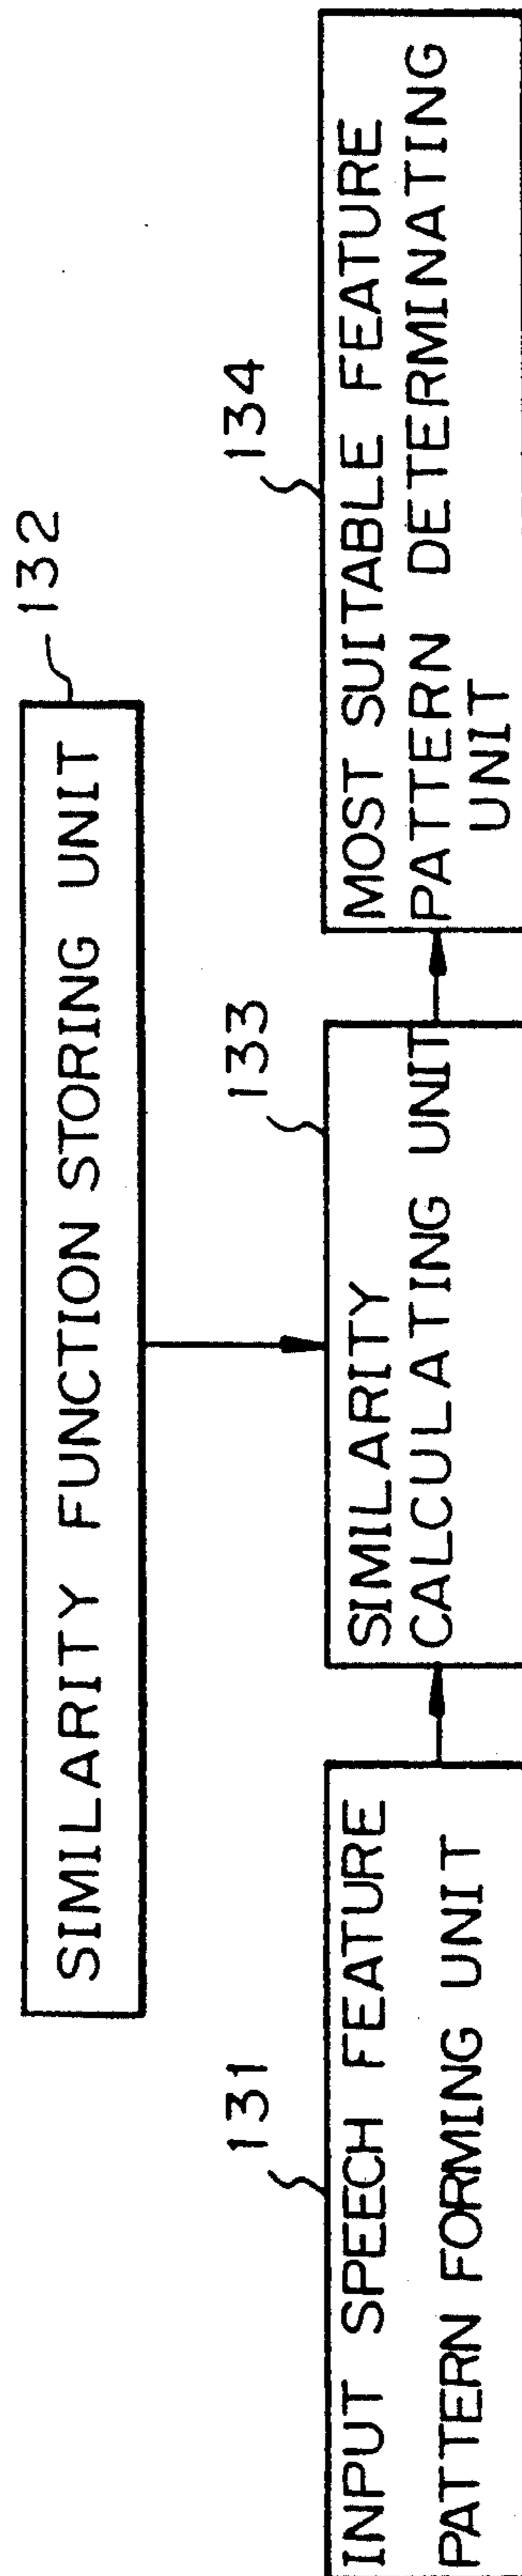 132
SIMILARITY FUNCTION STORING UNIT
131
INPUT SPEECH FEATURE
PATTERN FORMING UNIT
133
SIMILARITY
CALCULATING UNIT
134
MOST SUITABLE FEATURE
PATTERN DETERMINATING
UNIT